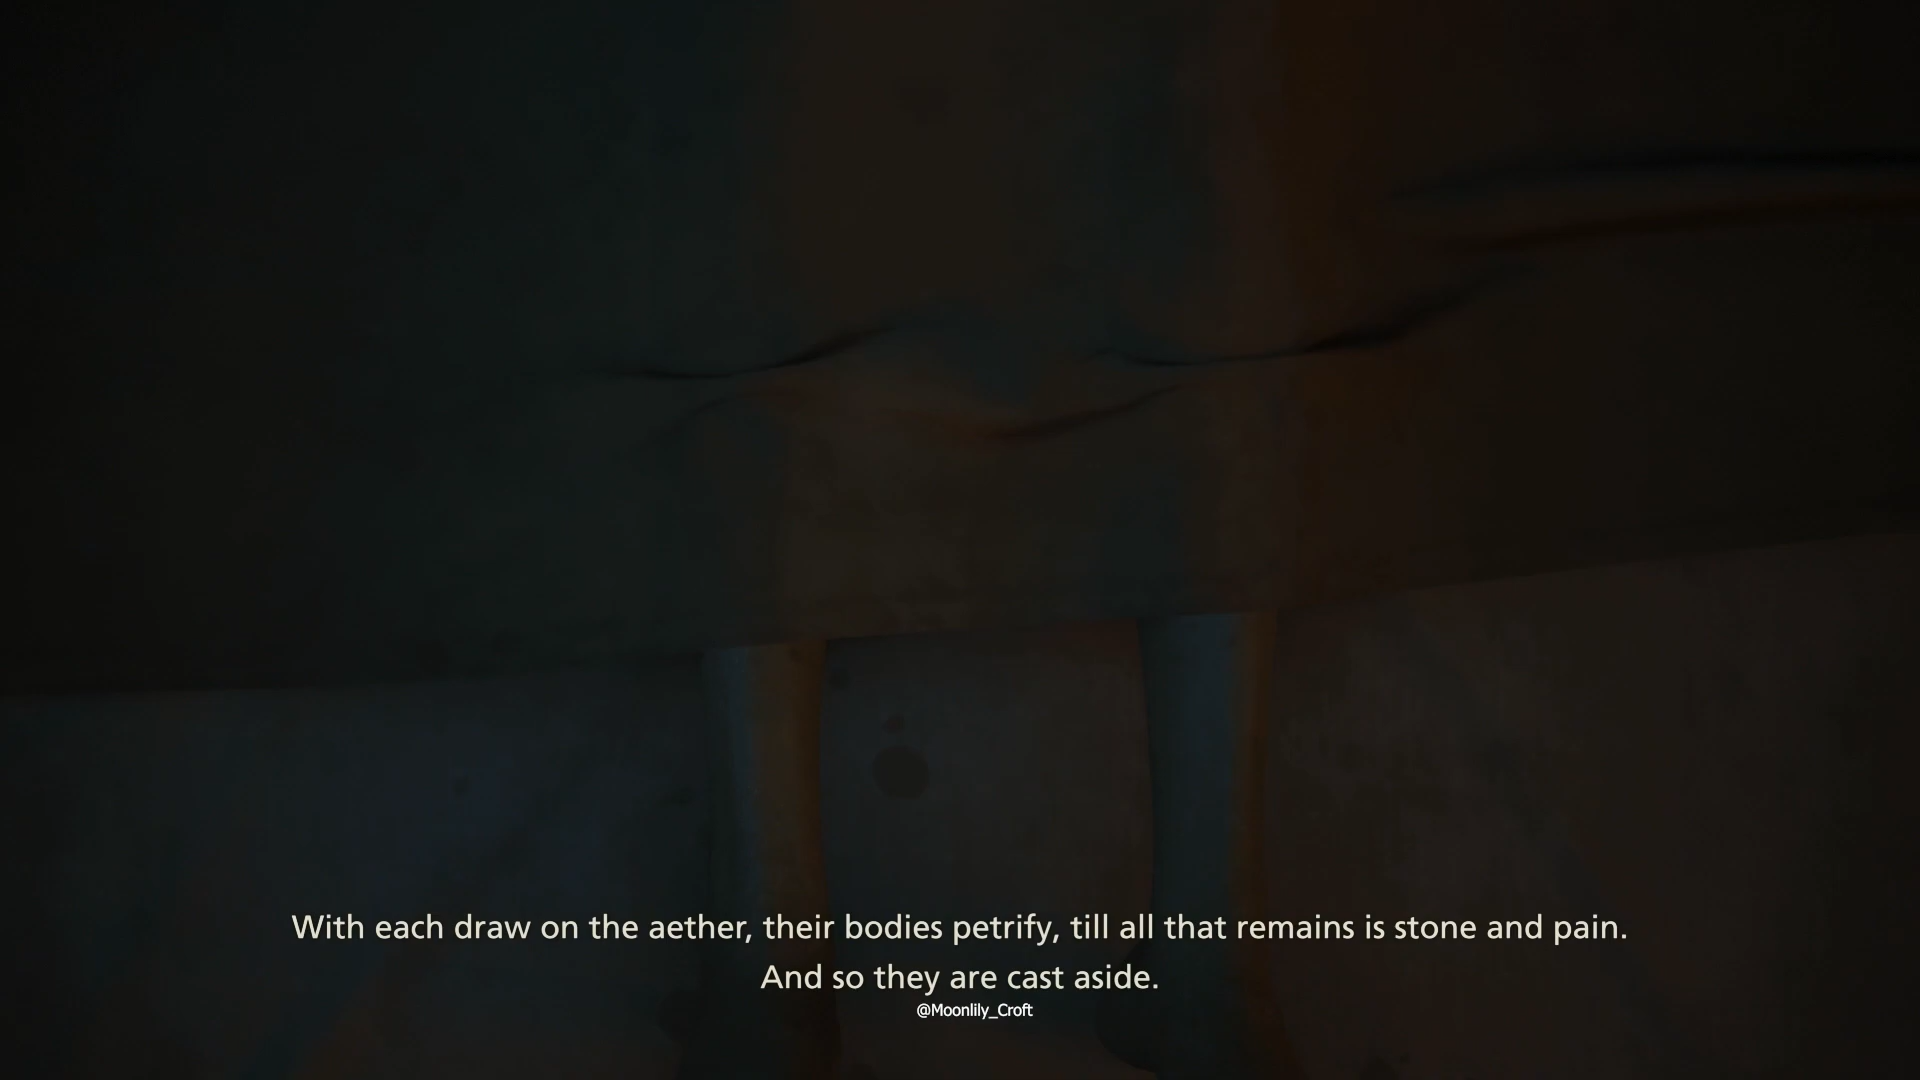 With each draw on the aether, their bodies petrify, till all that remains is stone and pain.
And so they are cast aside.
@Moonlily_Croft